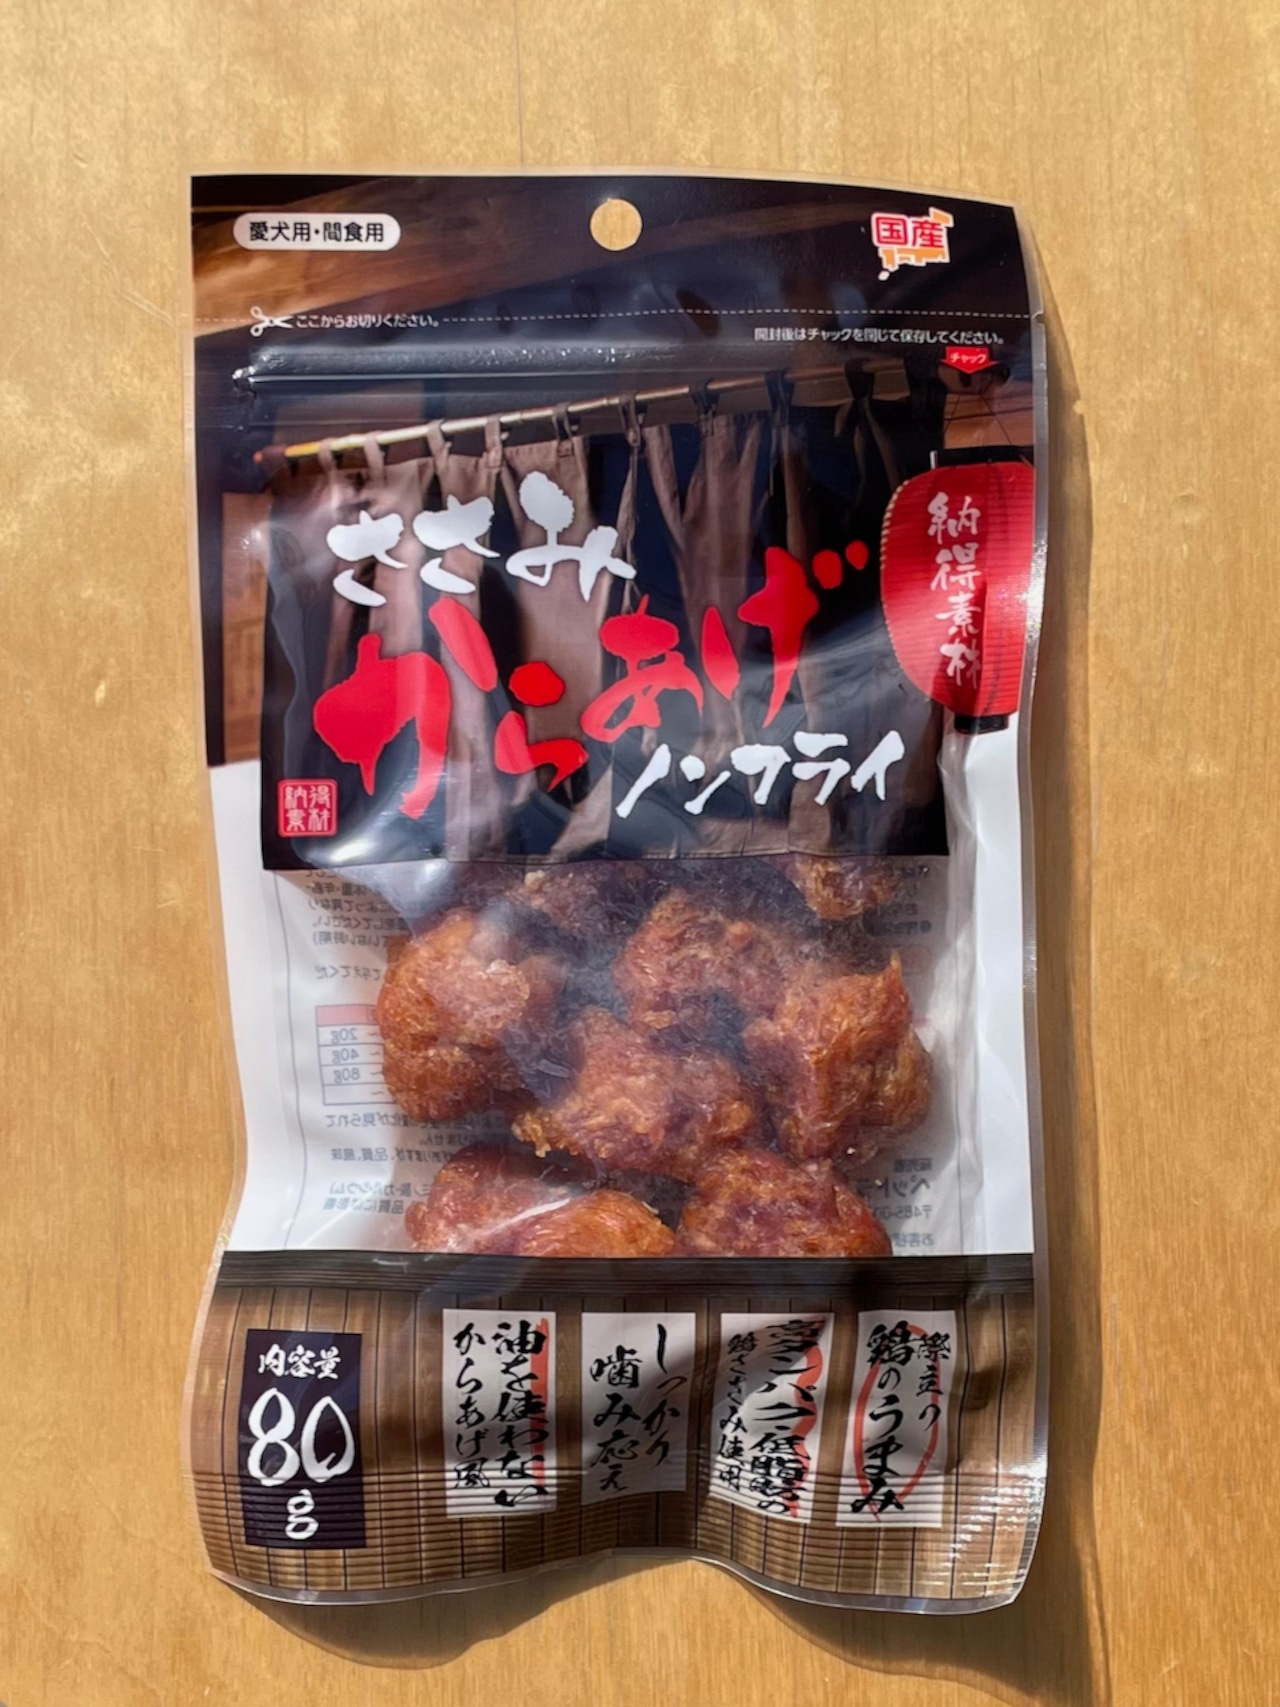 愛犬用・間食用
国産
ここからお切りください。
開封後はチャックを閉じて保存してください。
チャック
納得素材
ささみ
からあげ
ノンフライ
納得素材
内容量
80
g
油を使わない
からあげ風
しっかり
噛み応え
高タンパク・低脂肪の
鶏ささみ使用
際立つ
鶏のうまみ
20g
40g
80g